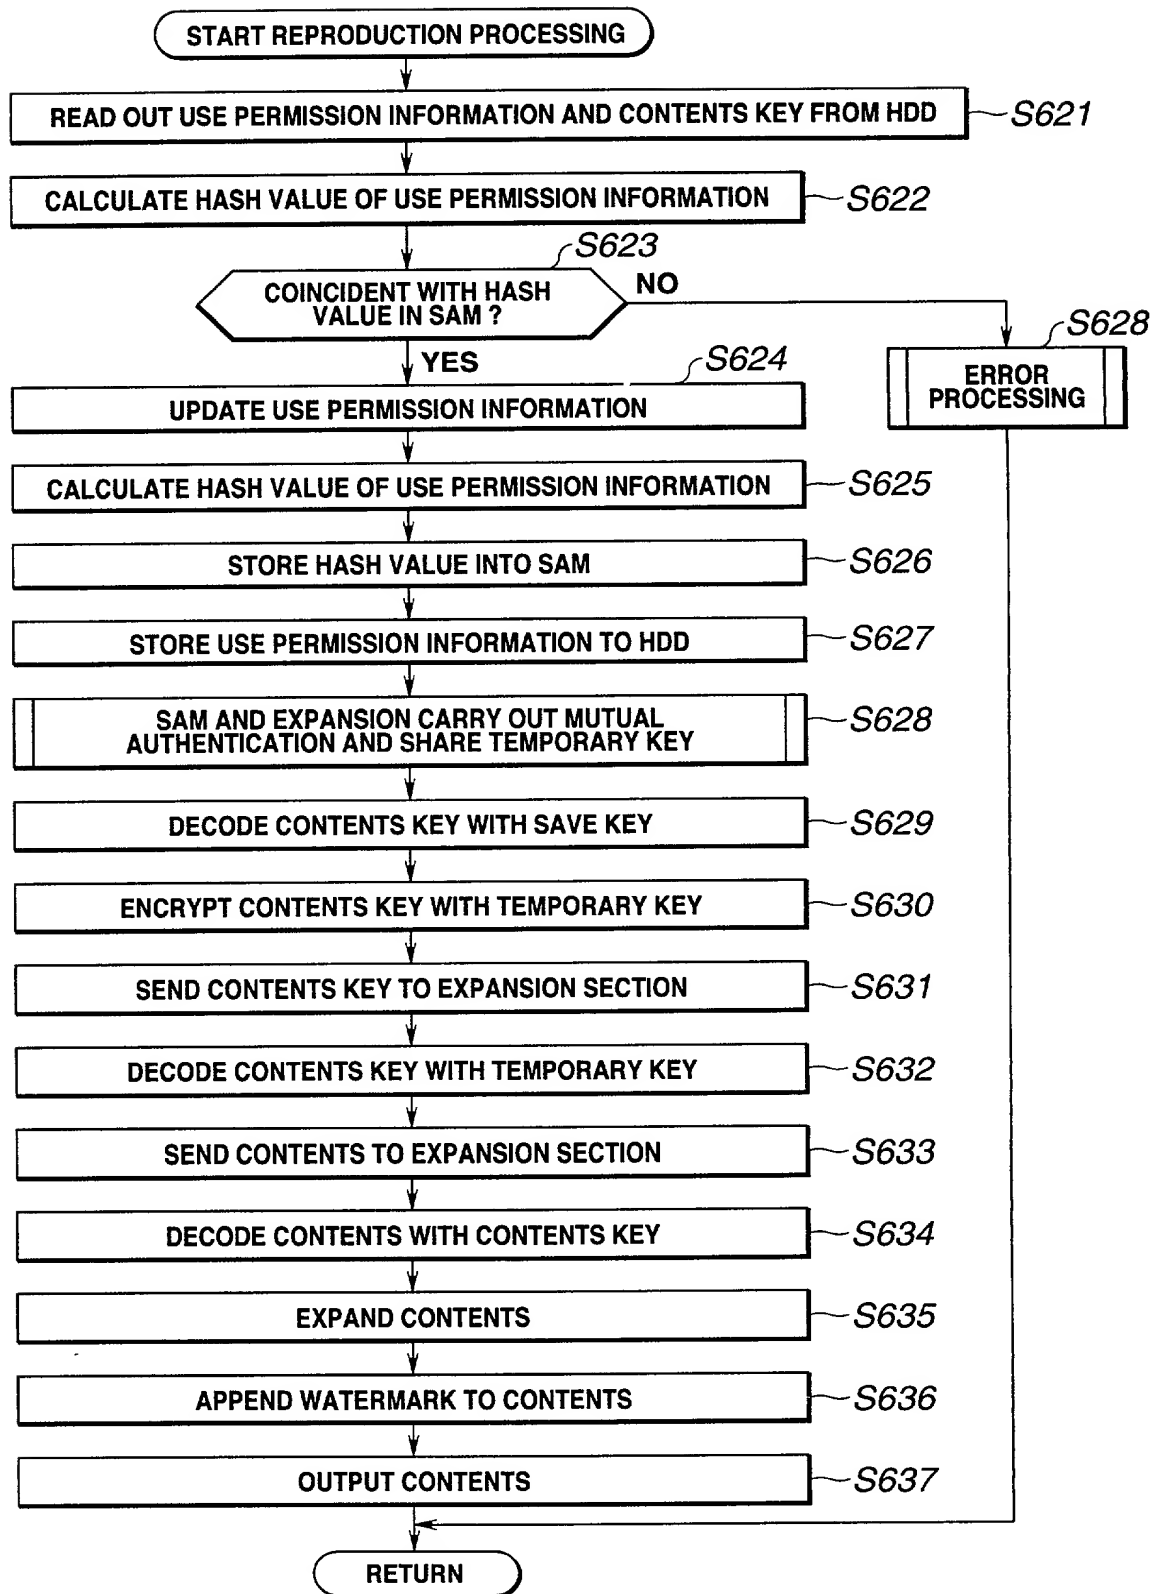 START REPRODUCTION PROCESSING
READ OUT USE PERMISSION INFORMATION AND CONTENTS KEY FROM HDD
S621
CALCULATE HASH VALUE OF USE PERMISSION INFORMATION
S622
S623
COINCIDENT WITH HASH
VALUE IN SAM ?
NO
YES
S628
ERROR
PROCESSING
S624
UPDATE USE PERMISSION INFORMATION
CALCULATE HASH VALUE OF USE PERMISSION INFORMATION
S625
STORE HASH VALUE INTO SAM
S626
STORE USE PERMISSION INFORMATION TO HDD
S627
SAM AND EXPANSION CARRY OUT MUTUAL
AUTHENTICATION AND SHARE TEMPORARY KEY
S628
DECODE CONTENTS KEY WITH SAVE KEY
S629
ENCRYPT CONTENTS KEY WITH TEMPORARY KEY
S630
SEND CONTENTS KEY TO EXPANSION SECTION
S631
DECODE CONTENTS KEY WITH TEMPORARY KEY
S632
SEND CONTENTS TO EXPANSION SECTION
S633
DECODE CONTENTS WITH CONTENTS KEY
S634
EXPAND CONTENTS
S635
APPEND WATERMARK TO CONTENTS
S636
OUTPUT CONTENTS
S637
RETURN